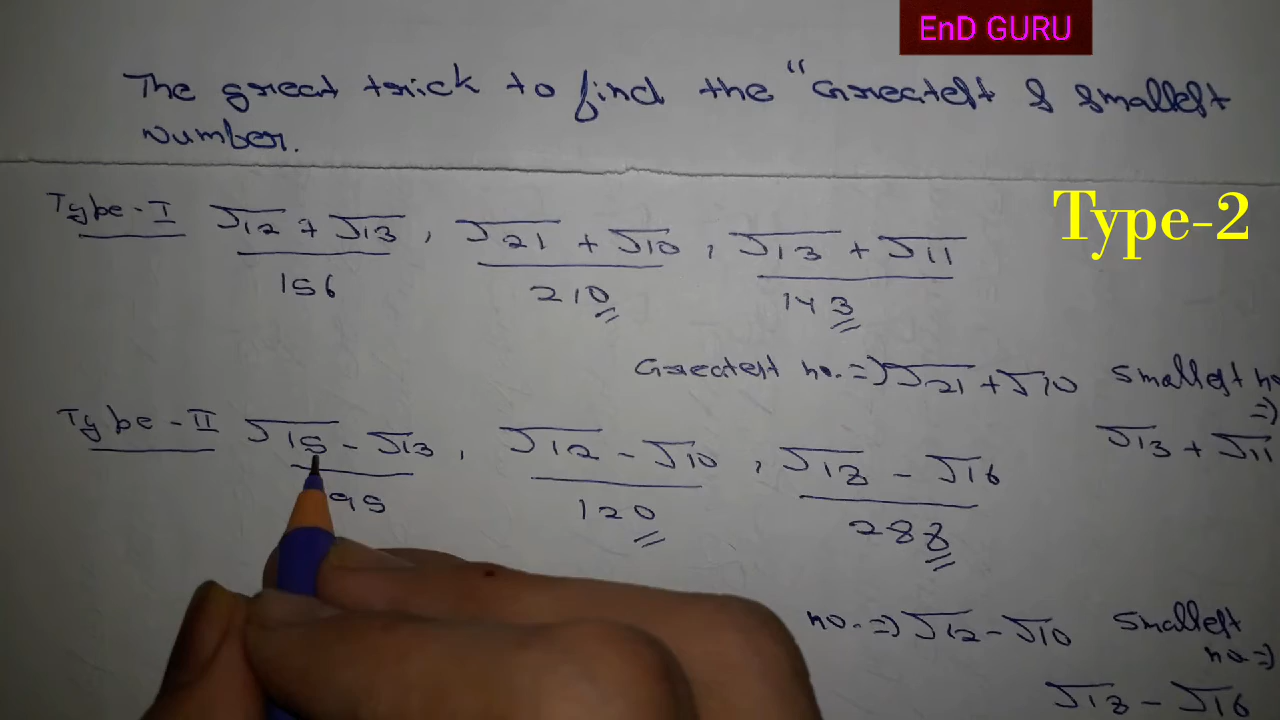 EnD GURU
The great trick to find the "Greatest & smallest
number.
Type-2
Type-I √12 + √13, √21 + √10, √13 + √11
156 210 143
Greatest no. ⇒ √21 + √10 Smallest no
⇒)
√13 + √11
Type-II √15 - √13, √12 - √10, √18 - √16
95 120 288
no. ⇒ √12 - √10 Smallest
no ⇒
√18 - √16